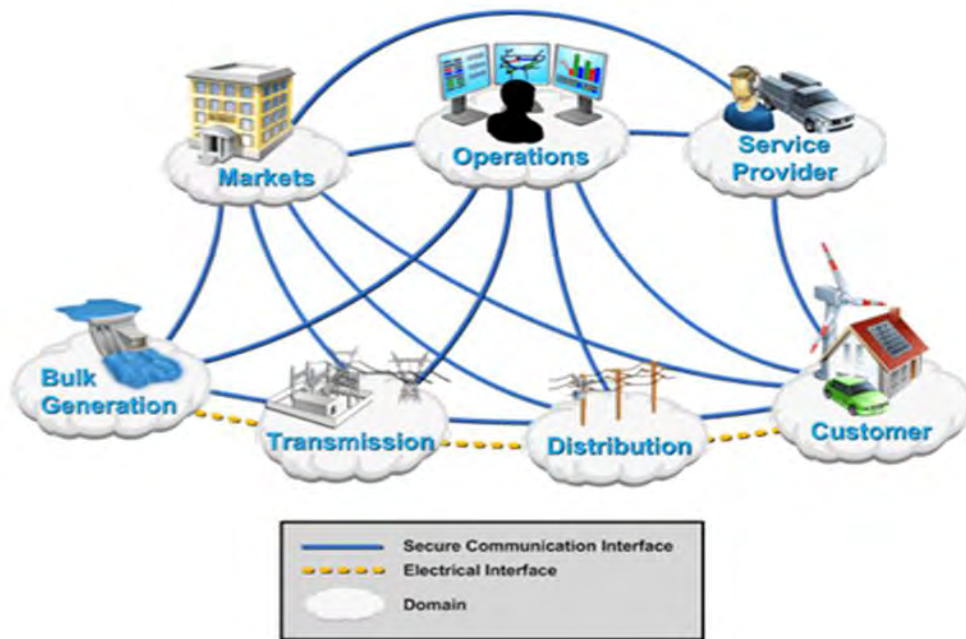 Markets
Operations
Service
Provider
Bulk
Generation
Transmission
Distribution
Customer
Secure Communication Interface
Electrical Interface
Domain